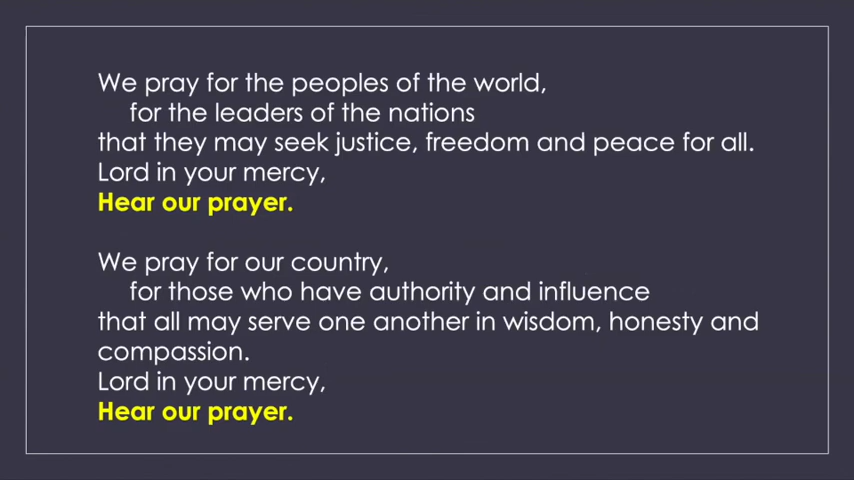 We pray for the peoples of the world,
for the leaders of the nations
that they may seek justice, freedom and peace for all.
Lord in your mercy,
Hear our prayer.
We pray for our country,
for those who have authority and influence
that all may serve one another in wisdom, honesty and
compassion.
Lord in your mercy,
Hear our prayer.